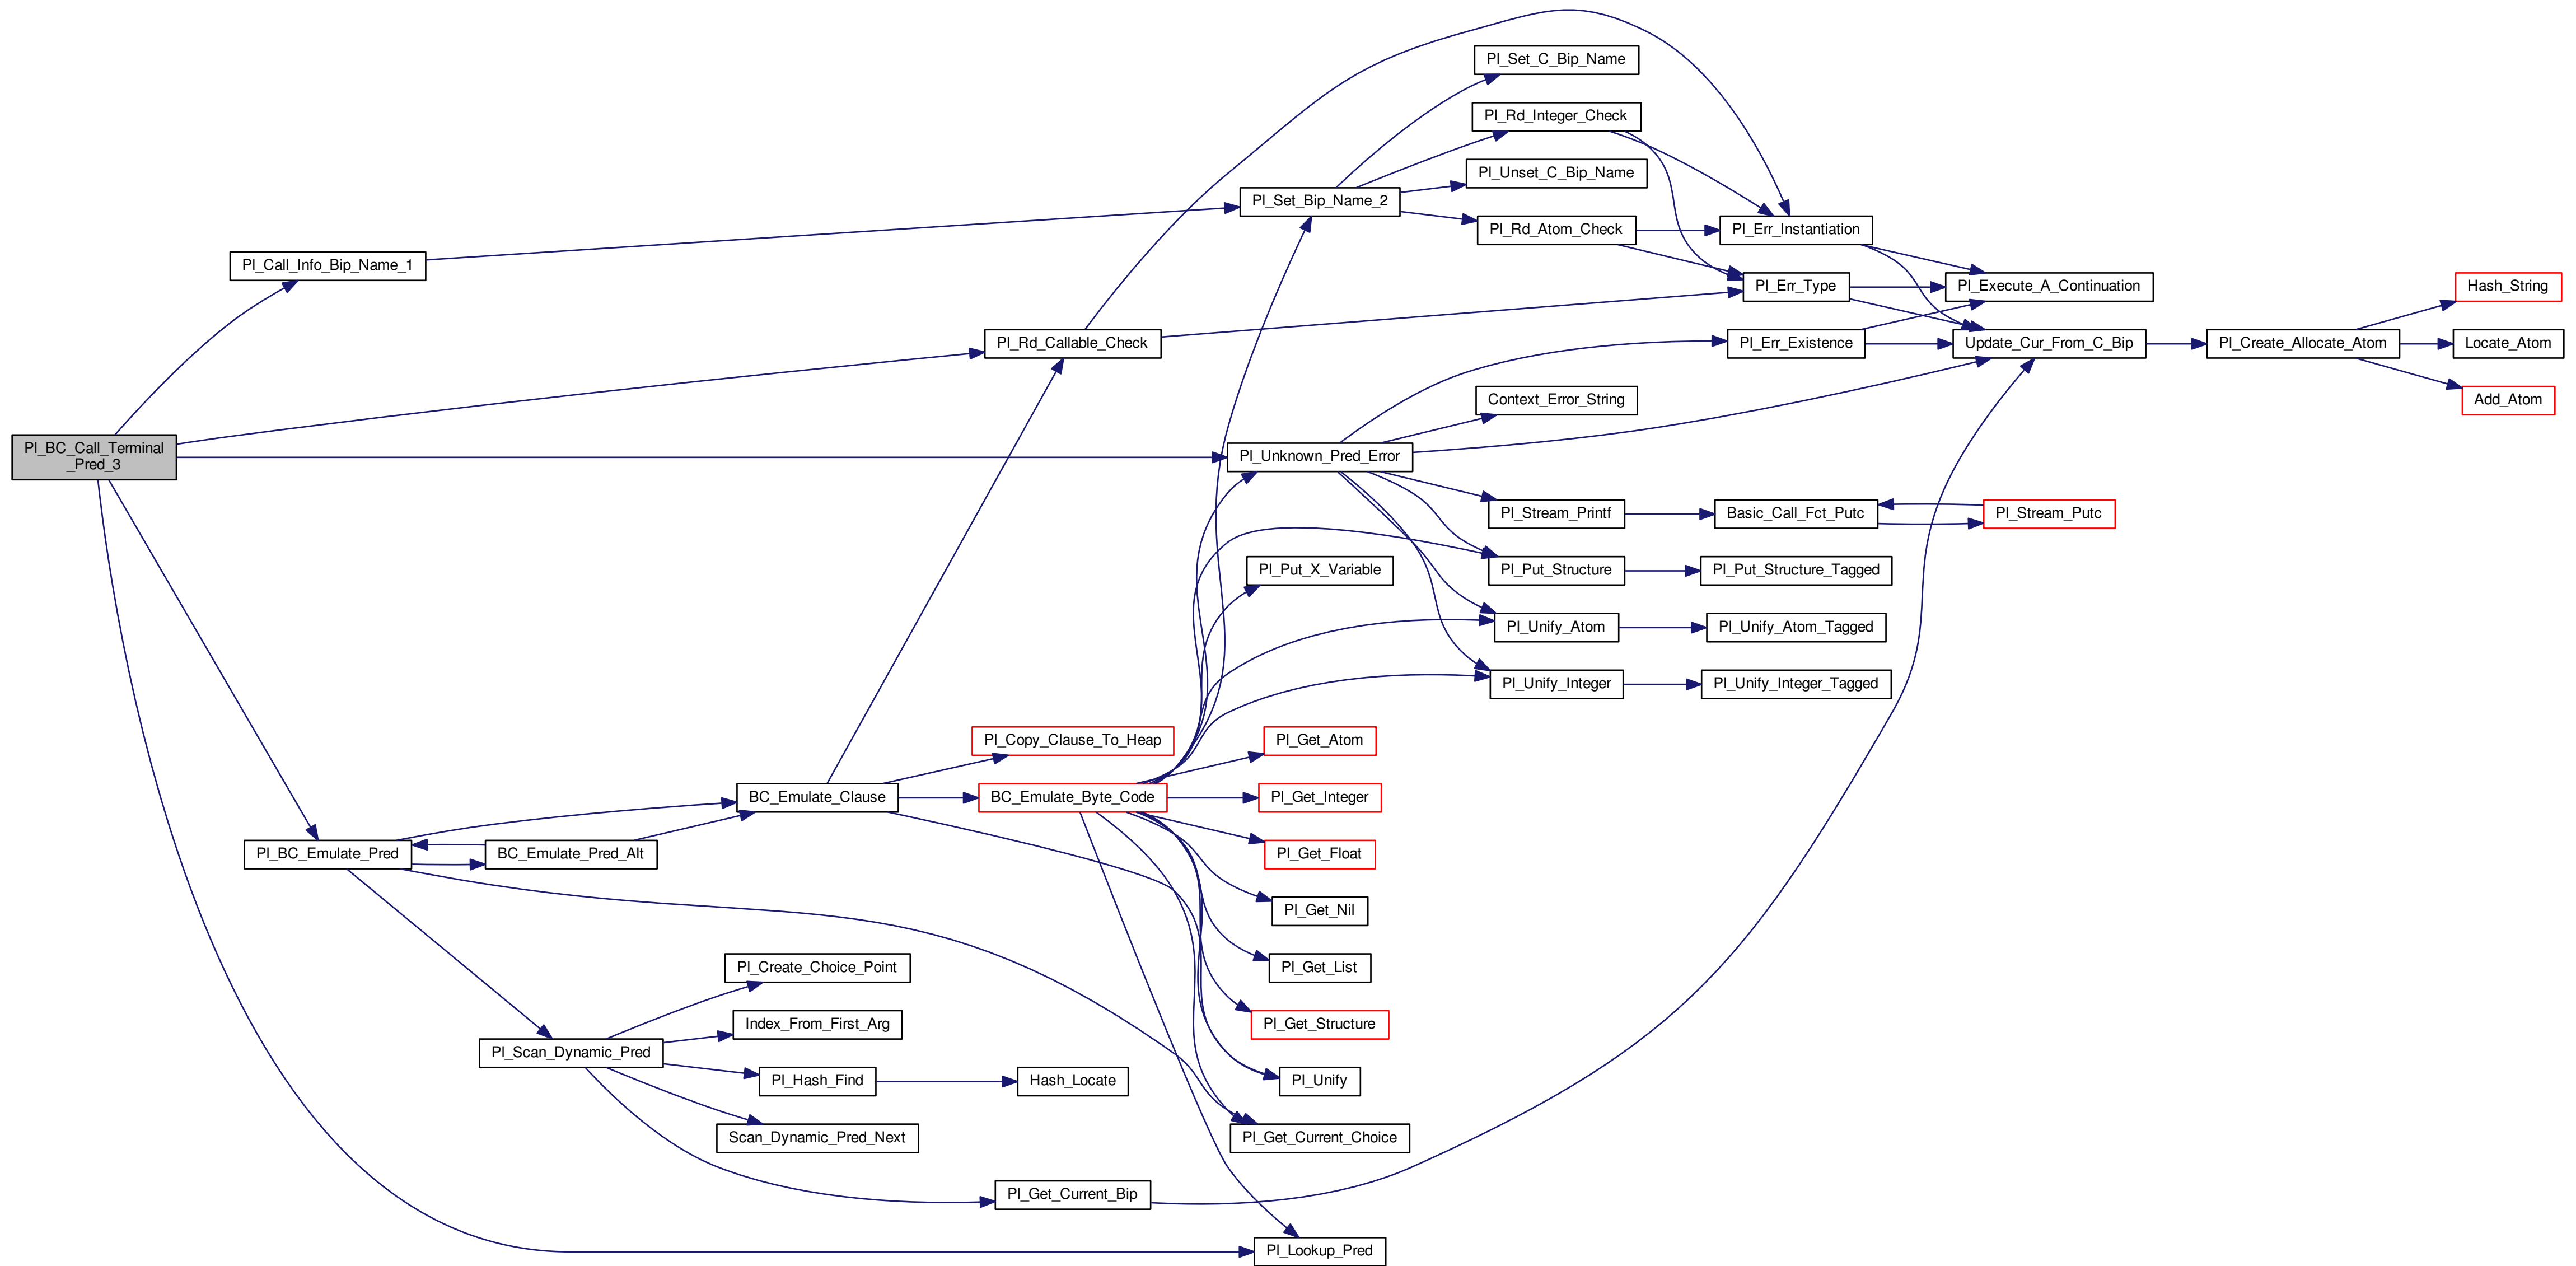 Pl_BC_Call_Terminal
_Pred_3
Pl_Call_Info_Bip_Name_1
Pl_BC_Emulate_Pred
BC_Emulate_Pred_Alt
Pl_Scan_Dynamic_Pred
BC_Emulate_Clause
Pl_Create_Choice_Point
Index_From_First_Arg
Pl_Hash_Find
Scan_Dynamic_Pred_Next
Pl_Rd_Callable_Check
Pl_Copy_Clause_To_Heap
BC_Emulate_Byte_Code
Hash_Locate
Pl_Get_Current_Bip
Pl_Set_Bip_Name_2
Pl_Unknown_Pred_Error
Pl_Put_X_Variable
Pl_Get_Atom
Pl_Get_Integer
Pl_Get_Float
Pl_Get_Nil
Pl_Get_List
Pl_Get_Structure
Pl_Unify
Pl_Get_Current_Choice
Pl_Lookup_Pred
Pl_Set_C_Bip_Name
Pl_Rd_Integer_Check
Pl_Unset_C_Bip_Name
Pl_Rd_Atom_Check
Context_Error_String
Pl_Stream_Printf
Pl_Put_Structure
Pl_Unify_Atom
Pl_Unify_Integer
Pl_Err_Instantiation
Pl_Err_Type
Pl_Err_Existence
Basic_Call_Fct_Putc
Pl_Put_Structure_Tagged
Pl_Unify_Atom_Tagged
Pl_Unify_Integer_Tagged
Pl_Execute_A_Continuation
Update_Cur_From_C_Bip
Pl_Stream_Putc
Pl_Create_Allocate_Atom
Hash_String
Locate_Atom
Add_Atom